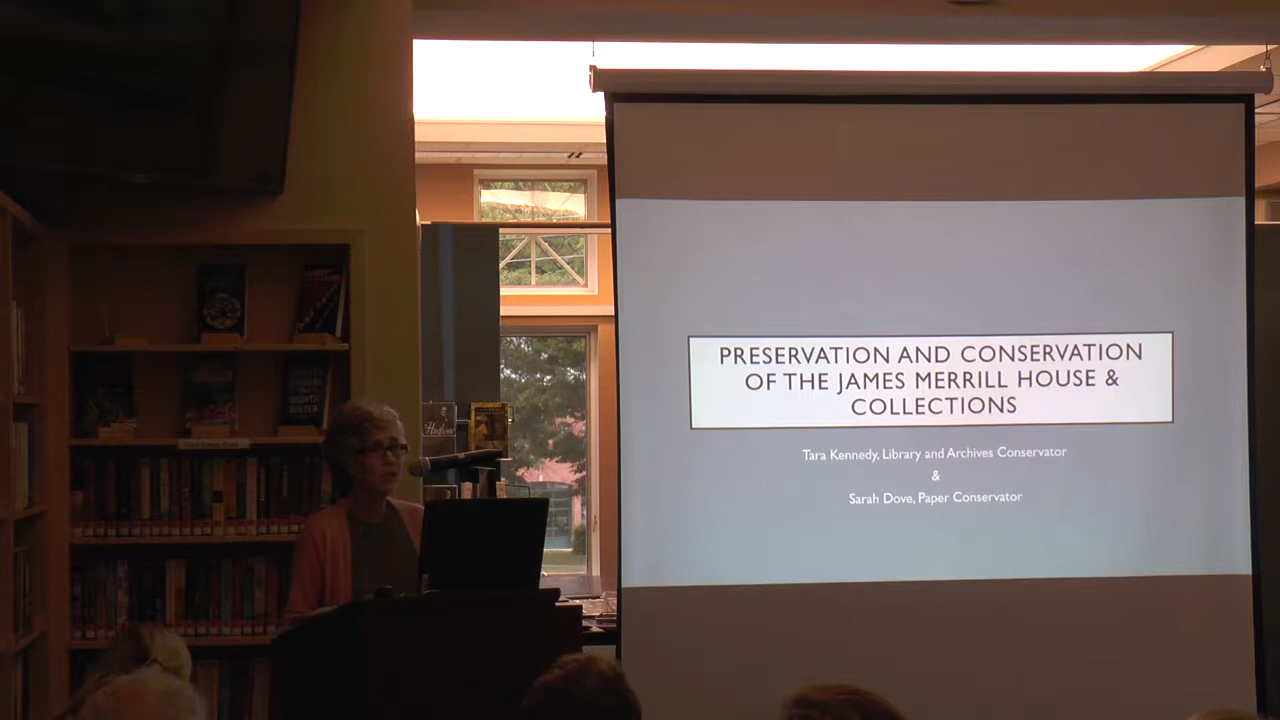 PRESERVATION AND CONSERVATION
OF THE JAMES MERRILL HOUSE &
COLLECTIONS
Tara Kennedy, Library and Archives Conservator
&
Sarah Dove, Paper Conservator